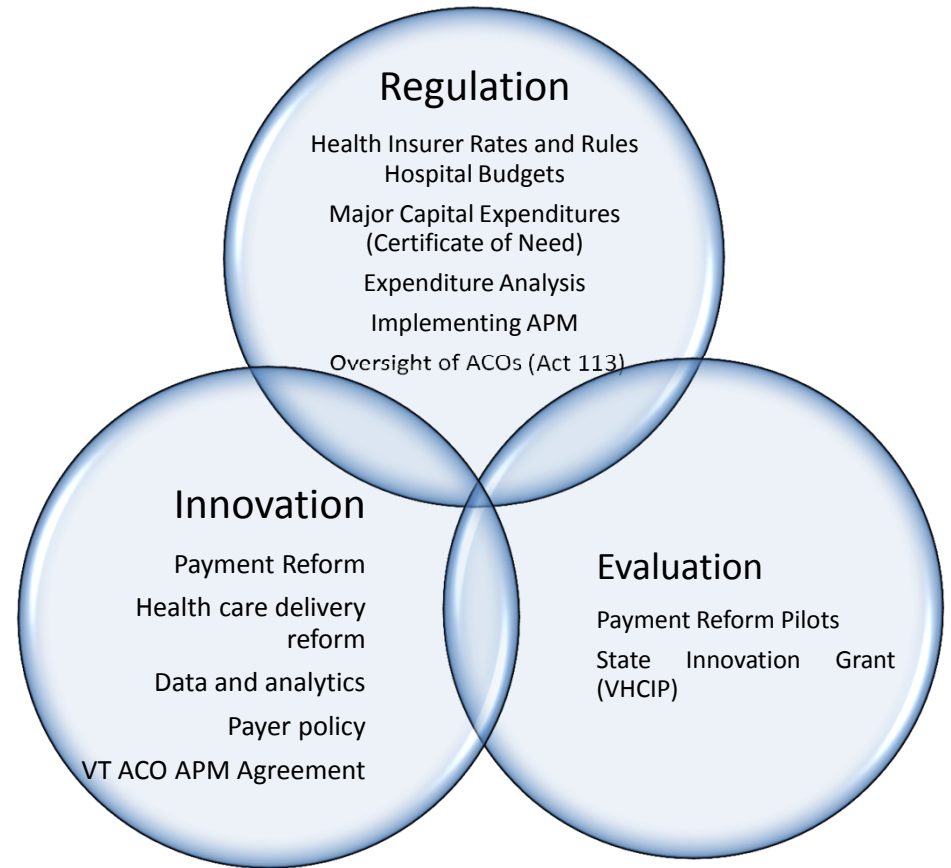 Regulation
Health Insurer Rates and Rules
Hospital Budgets
Major Capital Expenditures
(Certificate of Need)
Expenditure Analysis
Implementing APM
Oversight of ACOs (Act 113)
Innovation
Payment Reform
Health care delivery
reform
Data and analytics
Payer policy
VT ACO APM Agreement
Evaluation
Payment Reform Pilots
State Innovation Grant
(VHCIP)